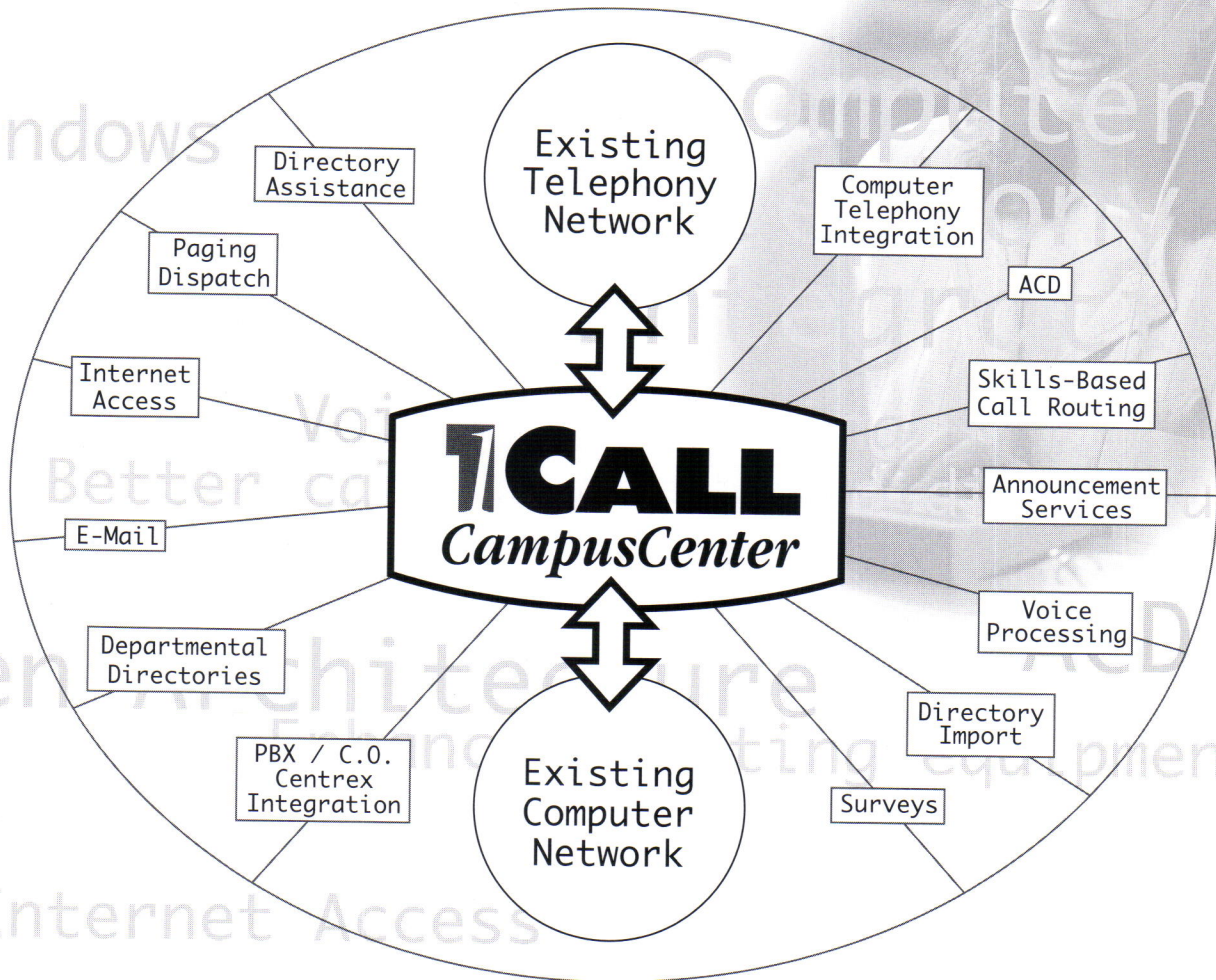 Computer
ndows
Existing
Telephony
Network
Directory
Assistance
Computer
Telephony
Integration
Paging
Dispatch
ACD
Internet
Access
Skills-Based
Call Routing
Better
1CALL
CampusCenter
Announcement
Services
E-Mail
Voice
Processing
ACD
Departmental
Directories
Directory
Import
PBX / C.O.
Centrex
Integration
Existing
Computer
Network
Surveys
Internet Access